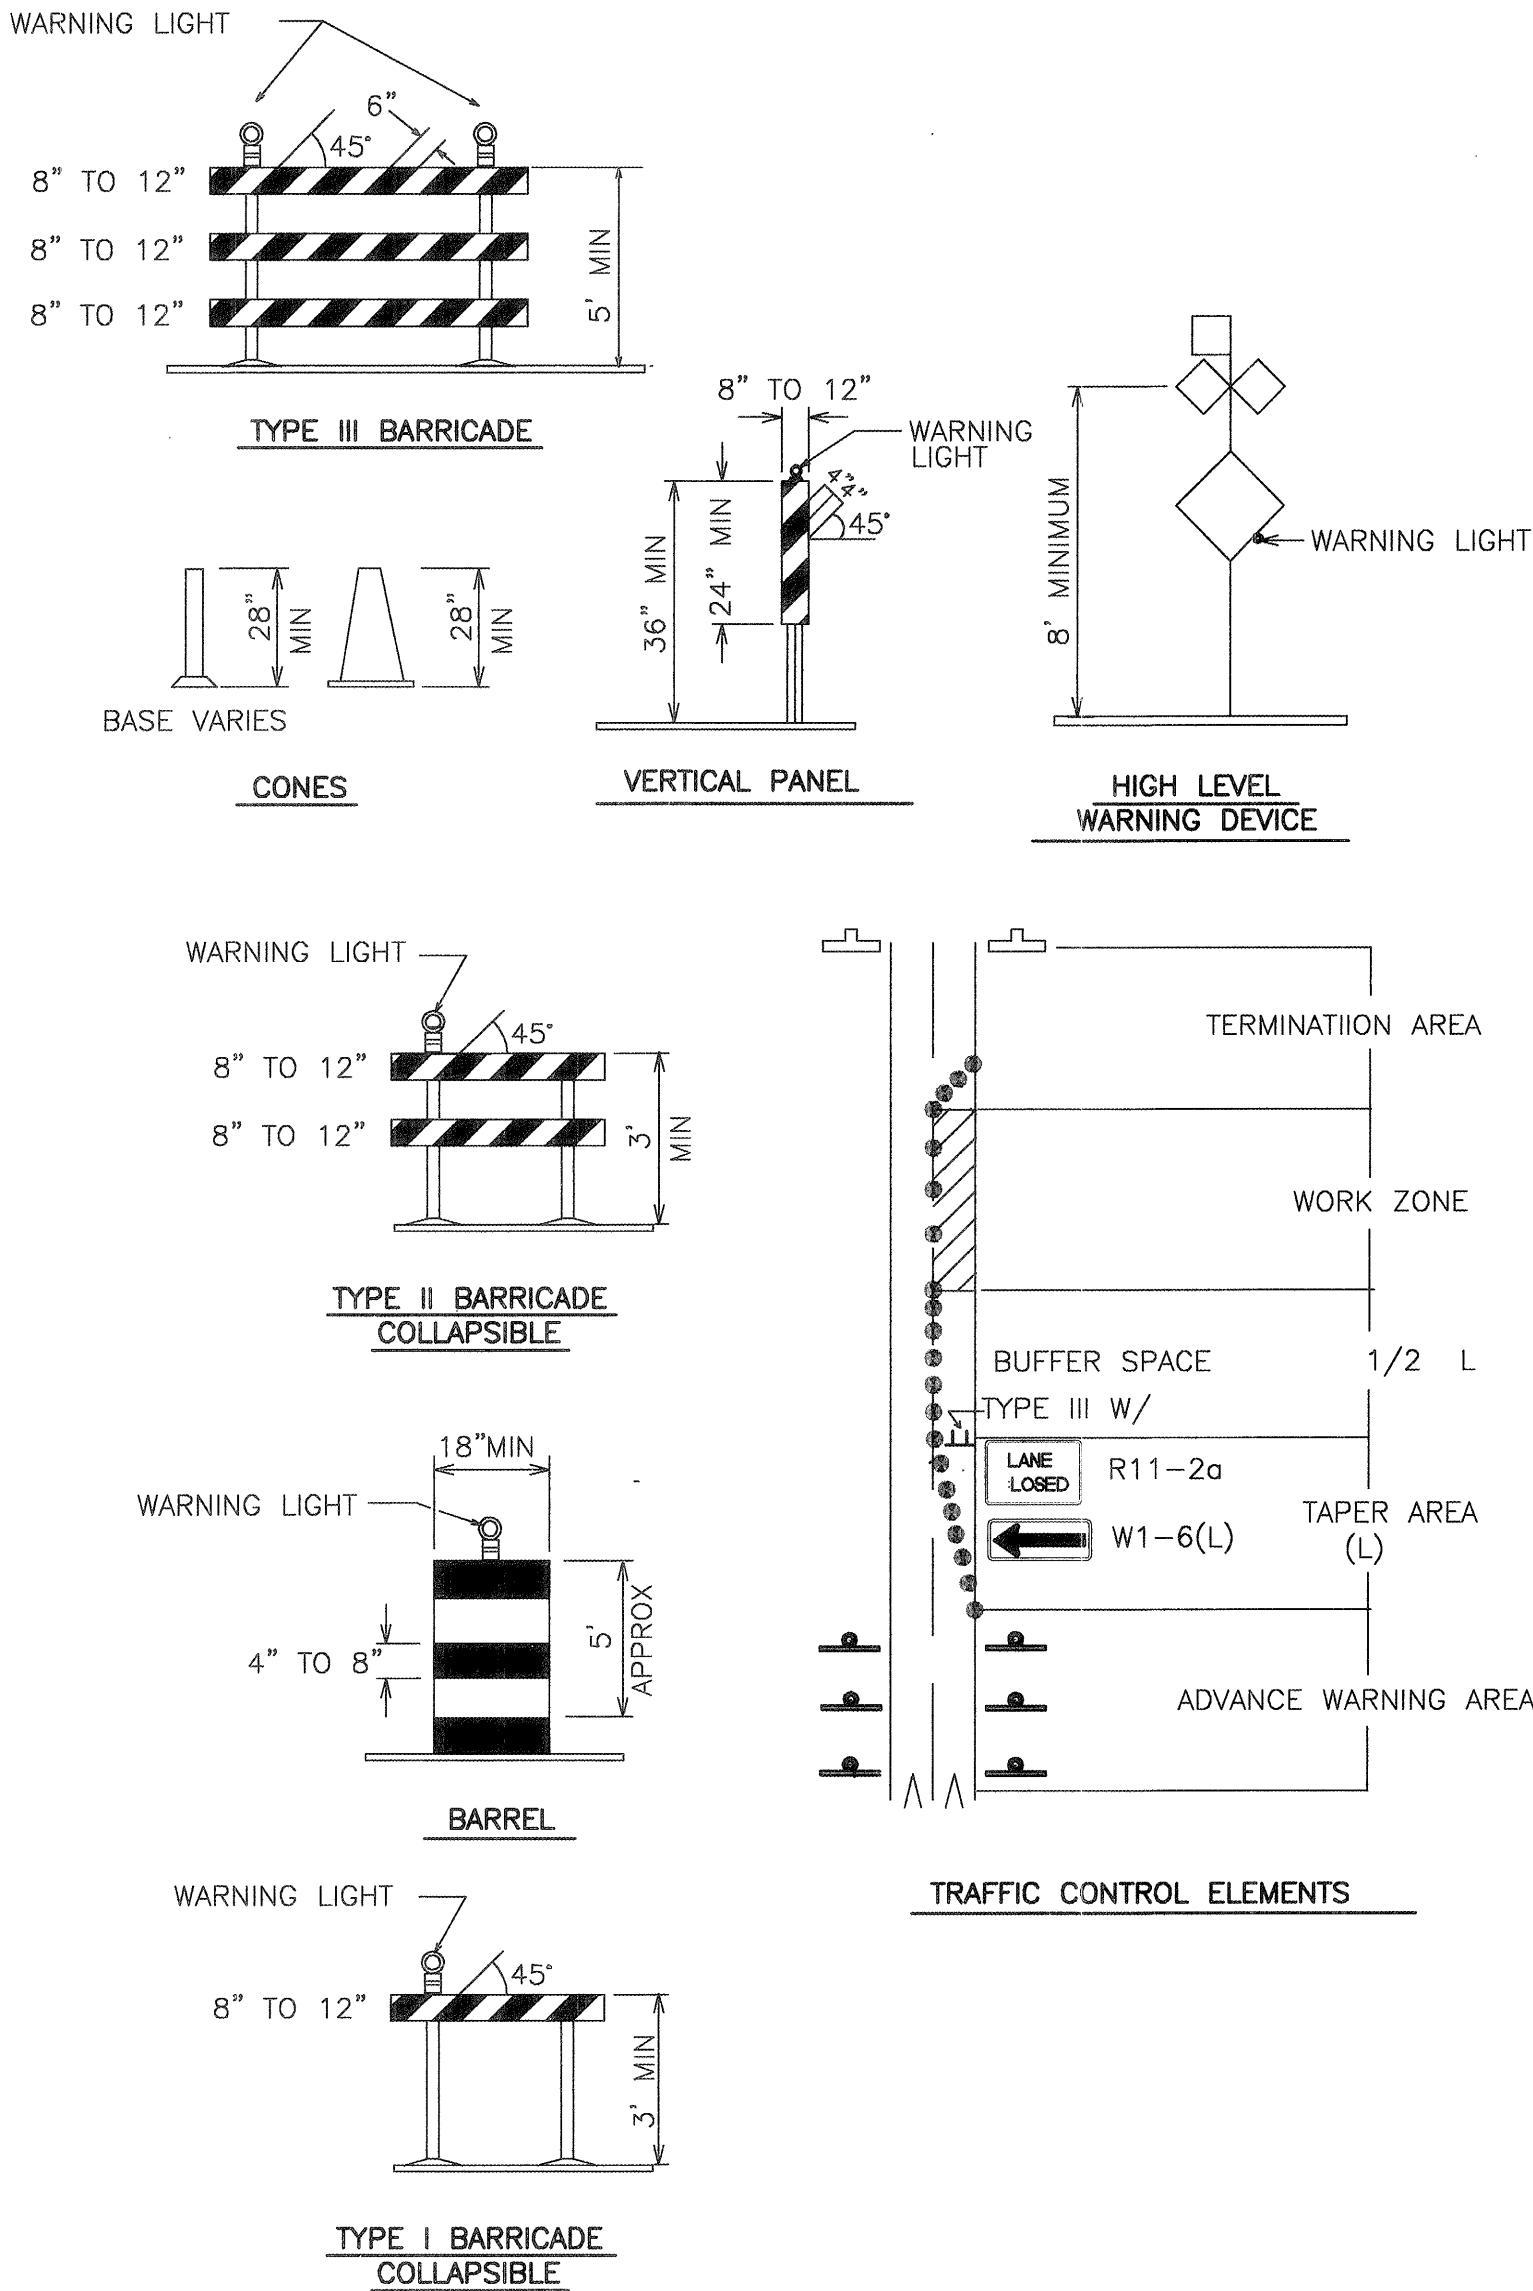 WARNING LIGHT
6”
45°
8” TO 12”
8” TO 12”
8” TO 12”
5' MIN
TYPE III BARRICADE
8” TO 12”
WARNING
LIGHT
4”4”
45°
36” MIN
24” MIN
8' MINIMUM
WARNING LIGHT
28”
MIN
28”
MIN
BASE VARIES
CONES
VERTICAL PANEL
HIGH LEVEL
WARNING DEVICE
WARNING LIGHT
45°
8” TO 12”
8” TO 12”
3'
MIN
TYPE II BARRICADE
COLLAPSIBLE
18”MIN
WARNING LIGHT
4” TO 8”
5'
APPROX
BARREL
WARNING LIGHT
45°
8” TO 12”
3' MIN
TYPE I BARRICADE
COLLAPSIBLE
TERMINATIION AREA
WORK ZONE
BUFFER SPACE 1/2 L
TYPE III W/
LANE
LOSED
R11-2a
W1-6(L)
TAPER AREA
(L)
ADVANCE WARNING AREA
TRAFFIC CONTROL ELEMENTS